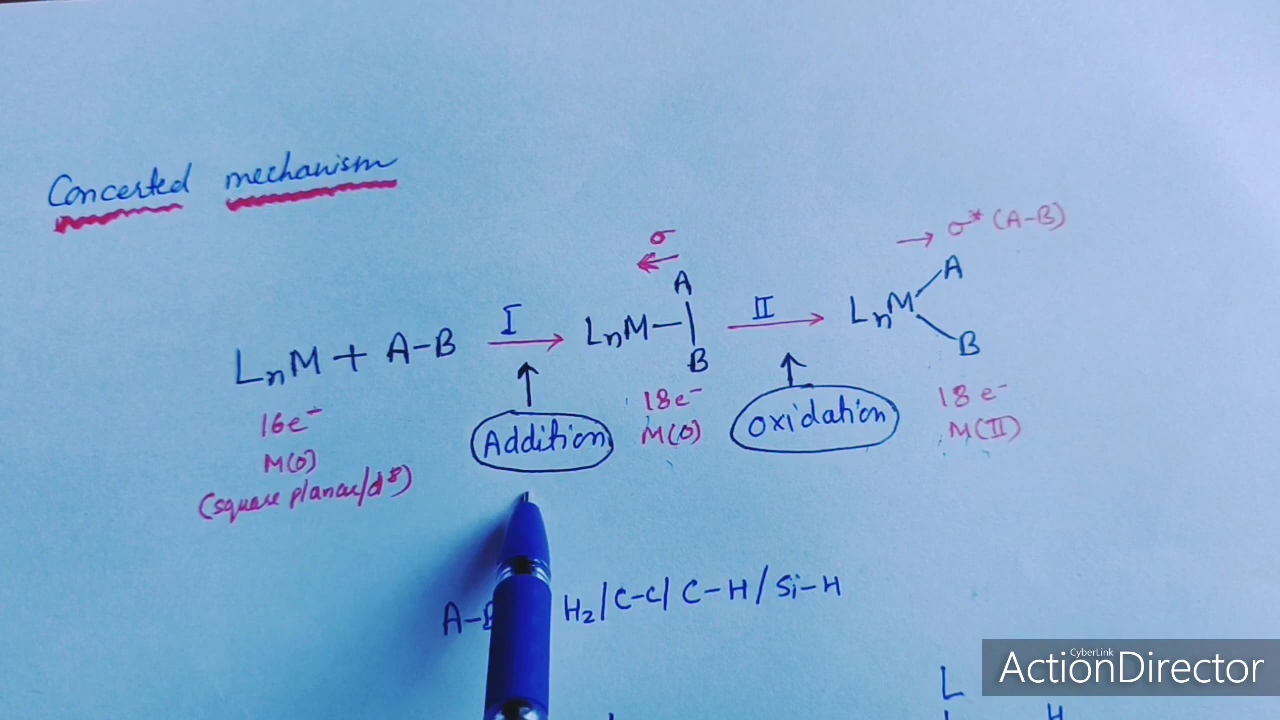 Concerted mechanism
σ
→ σ* (A-B)
LnM + A-B I → LnM-| II → LnM
A
B
A
B
16e⁻
M(0)
(square planar/d⁸)
Addition
18e⁻
M(0)
Oxidation
18 e⁻
M(II)
A-B
H₂/C-C/ C-H/Si-H
L
H
CyberLink
ActionDirector